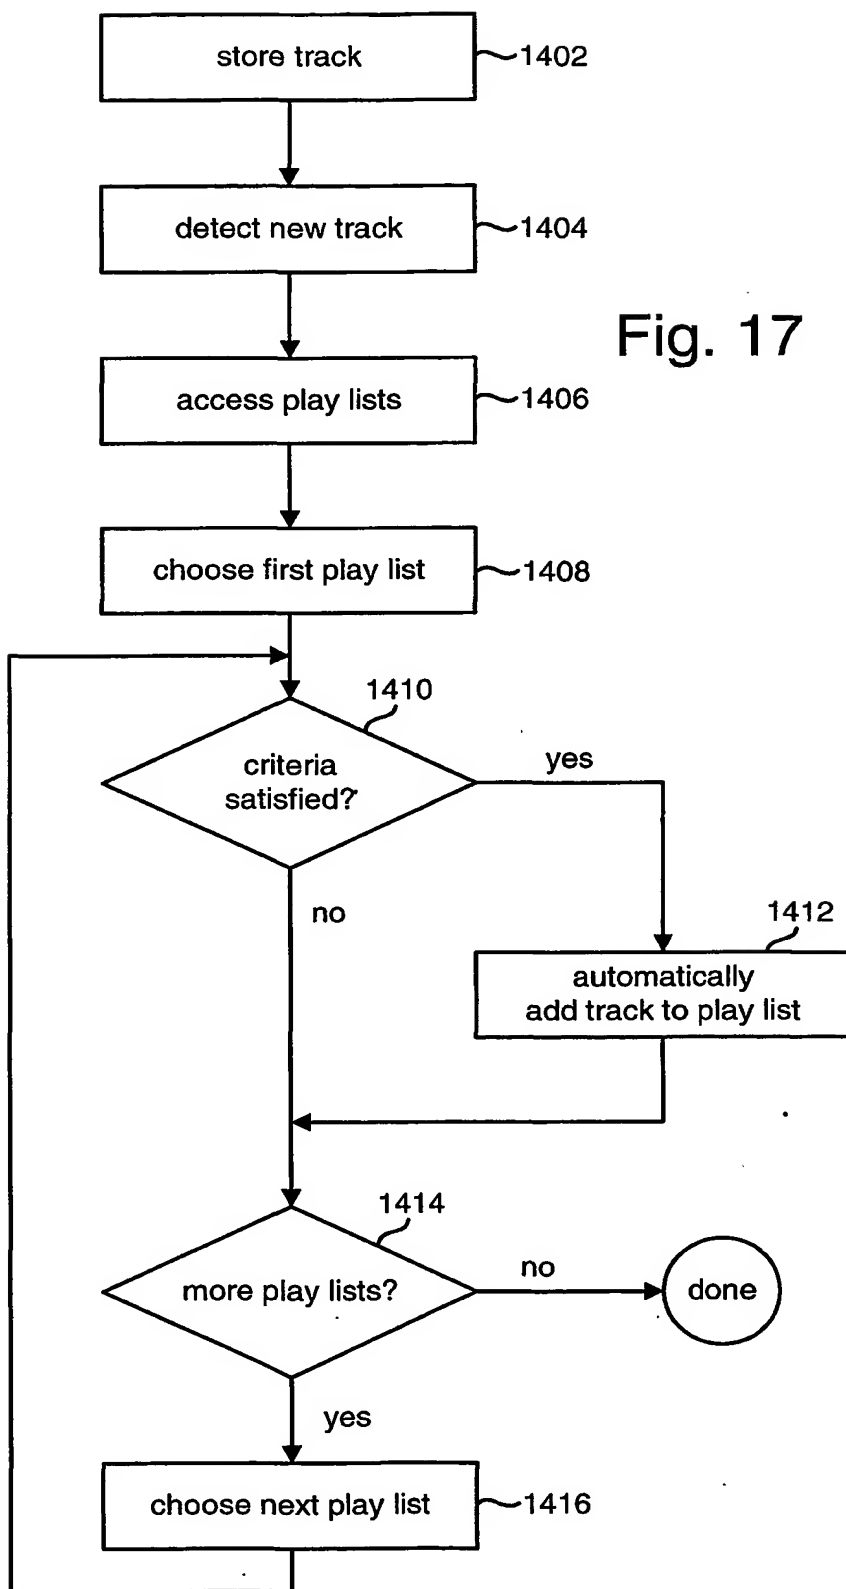 store track
1402
detect new track
1404
Fig. 17
access play lists
1406
choose first play list
1408
1410
criteria
satisfied?
yes
no
1412
automatically
add track to play list
1414
more play lists?
no
done
yes
choose next play list
1416